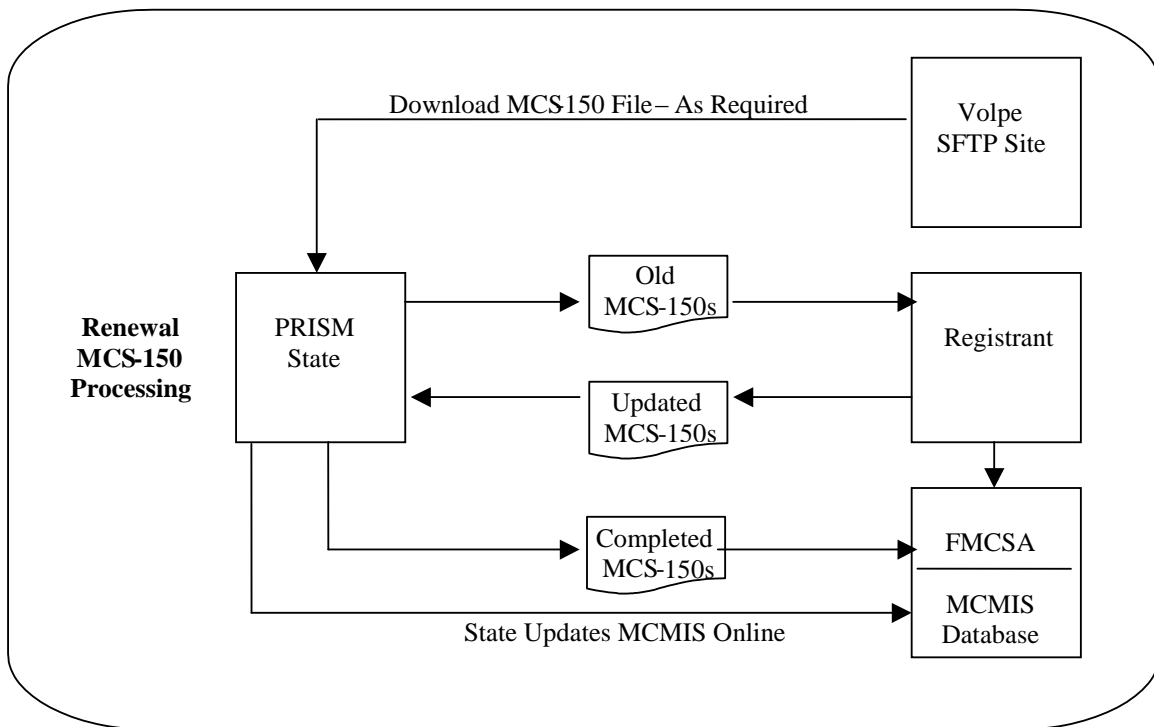 Download MCS-150 File – As Required
Volpe
SFTP Site
Renewal
MCS-150
Processing
PRISM
State
Old
MCS-150s
Registrant
Updated
MCS-150s
Completed
MCS-150s
FMCSA
MCMIS
Database
State Updates MCMIS Online